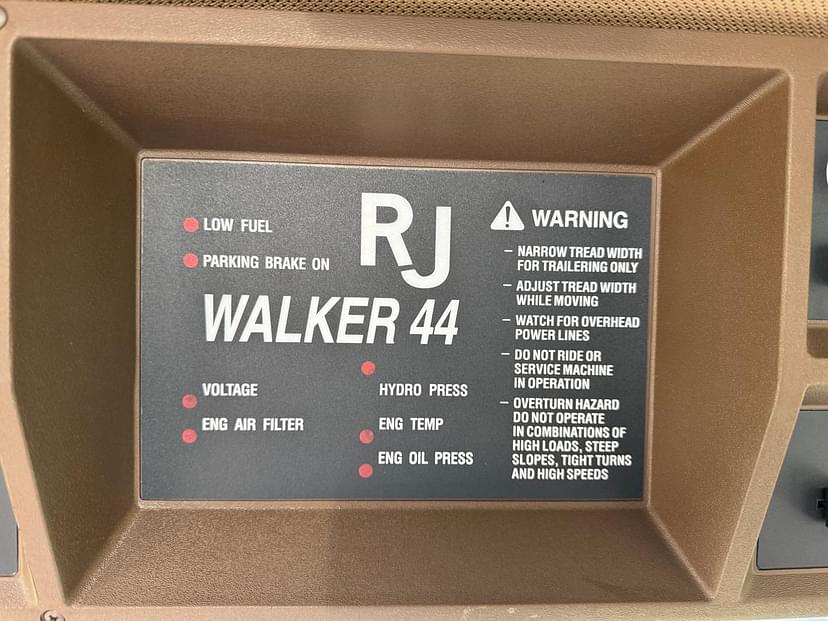 RJ
LOW FUEL
PARKING BRAKE ON
WALKER 44
VOLTAGE
ENG AIR FILTER
HYDRO PRESS
ENG TEMP
ENG OIL PRESS
WARNING
– NARROW TREAD WIDTH
FOR TRAILERING ONLY
– ADJUST TREAD WIDTH
WHILE MOVING
– WATCH FOR OVERHEAD
POWER LINES
– DO NOT RIDE OR
SERVICE MACHINE
IN OPERATION
– OVERTURN HAZARD
DO NOT OPERATE
IN COMBINATIONS OF
HIGH LOADS, STEEP
SLOPES, TIGHT TURNS
AND HIGH SPEEDS